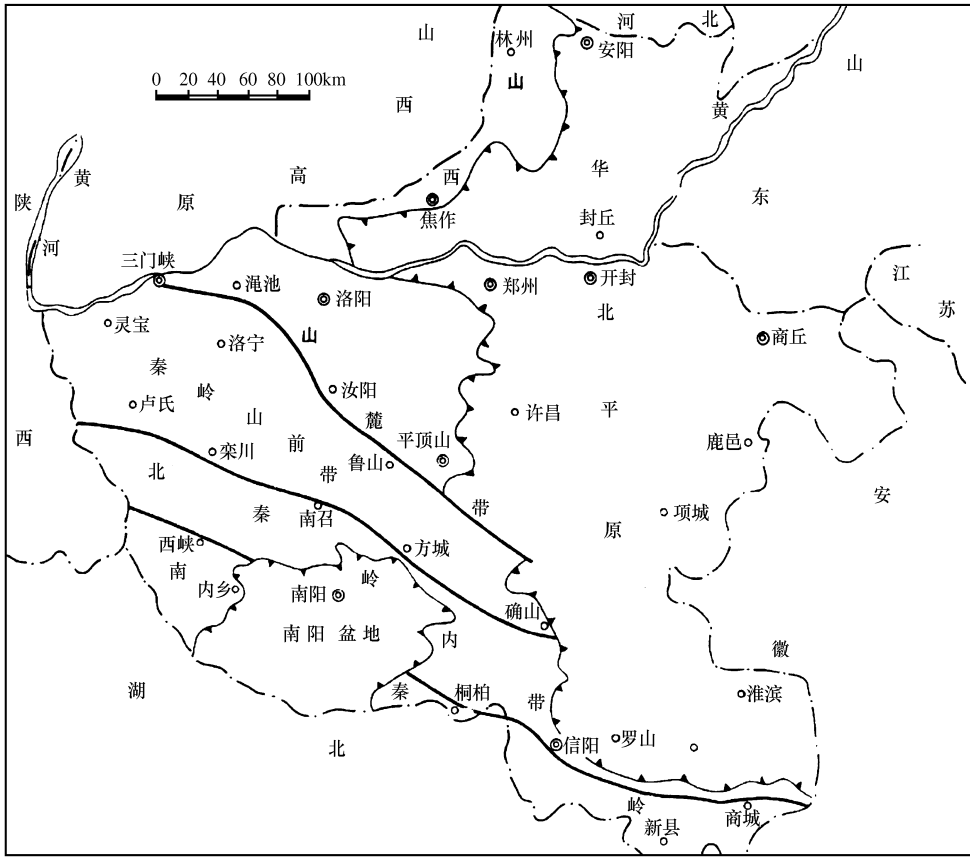 山
河
北
林州
安阳
山
山
0 20 40 60 80 100km
西
黄
华
高
西
陕
黄
原
东
焦作
封丘
河
三门峡
渑池
洛阳
郑州
开封
江
苏
北
灵宝
洛宁
山
商丘
秦
岭
汝阳
卢氏
山
麓
许昌
平
西
前
平顶山
鹿邑
栾川
北
带
鲁山
安
秦
南召
带
项城
原
西峡
方城
南
岭
内乡
南阳
确山
南阳盆地
内
徽
湖
秦
桐柏
带
淮滨
北
信阳
罗山
岭
商城
新县